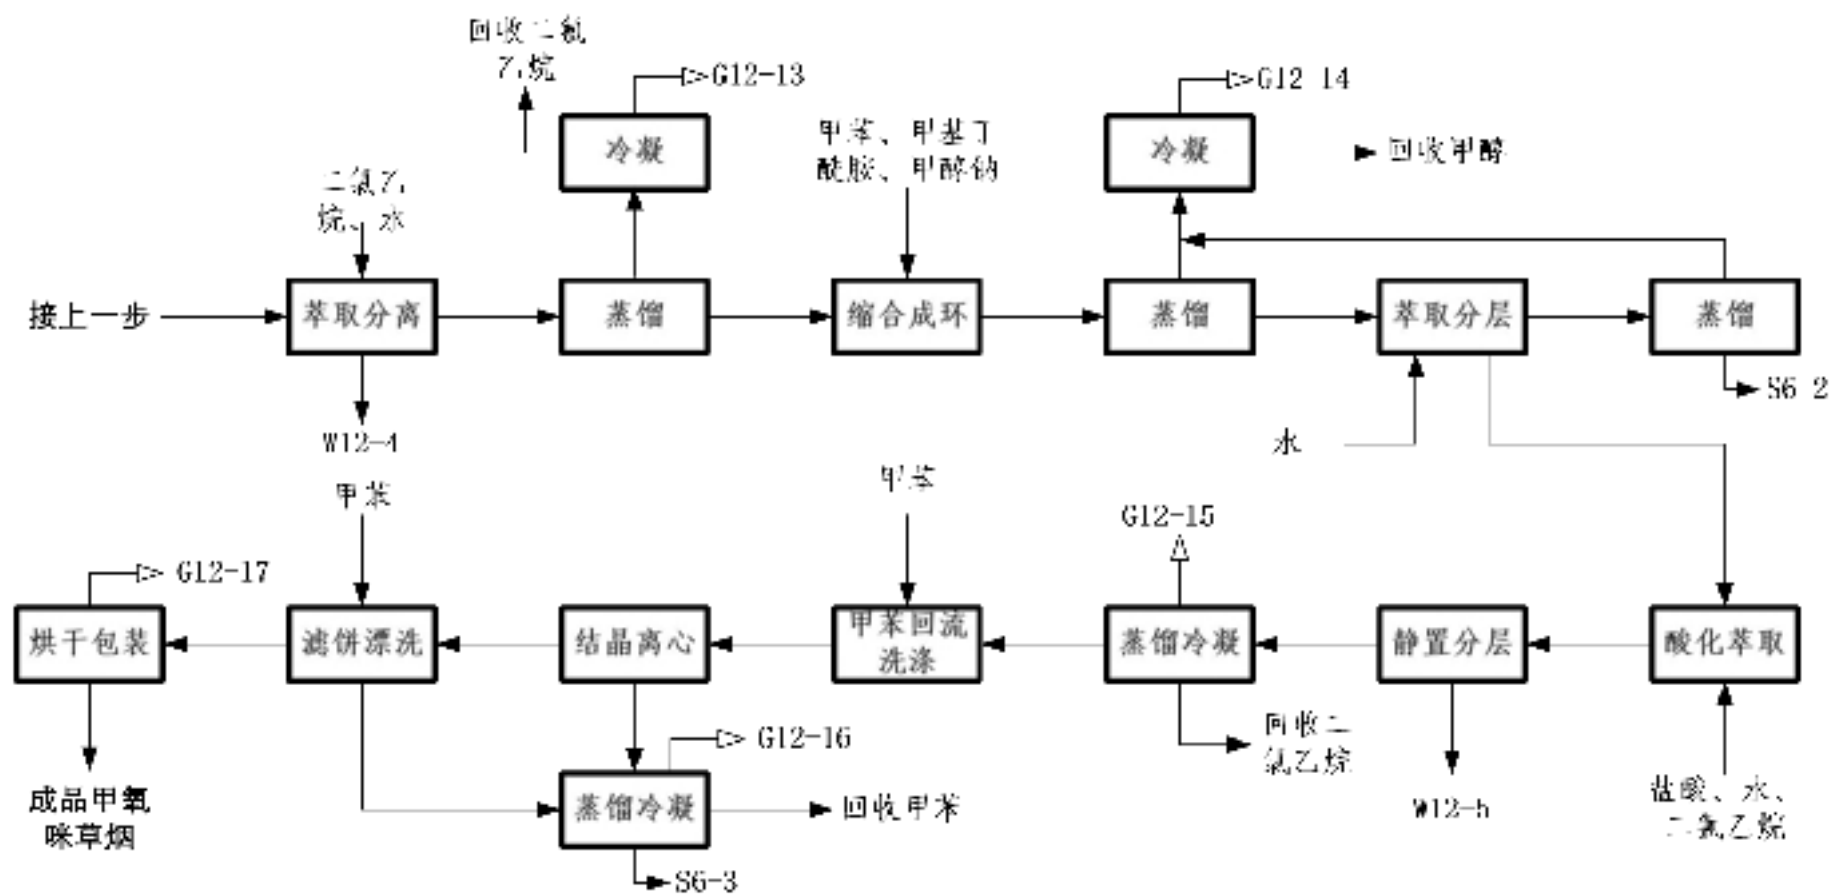 回收二氯
乙烷
G12-13
G12 14
冷凝
甲苯、甲基丁
酰胺、甲醇钠
冷凝
回收甲醇
二氯乙
烷、水
接上一步
萃取分离
蒸馏
缩合成环
蒸馏
萃取分层
蒸馏
S6 2
W12-4
水
甲苯
甲苯
G12-15
G12-17
烘干包装
滤饼漂洗
结晶离心
甲苯回流
洗涤
蒸馏冷凝
静置分层
酸化萃取
G12-16
回收二
氯乙烷
成品甲氧
咪草烟
蒸馏冷凝
回收甲苯
W12-5
盐酸、水、
二氯乙烷
S6-3